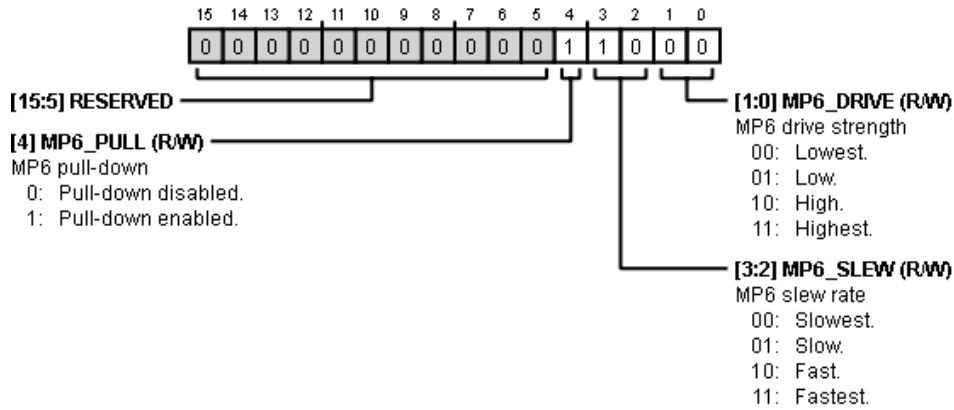 15 14 13 12 11 10 9 8 7 6 5 4 3 2 1 0
0 0 0 0 0 0 0 0 0 0 0 1 1 0 0 0
[15:5] RESERVED
[4] MP6_PULL (R/W)
MP6 pull-down
0: Pull-down disabled.
1: Pull-down enabled.
[1:0] MP6_DRIVE (R/W)
MP6 drive strength
00: Lowest.
01: Low.
10: High.
11: Highest.
[3:2] MP6_SLEW (R/W)
MP6 slew rate
00: Slowest.
01: Slow.
10: Fast.
11: Fastest.